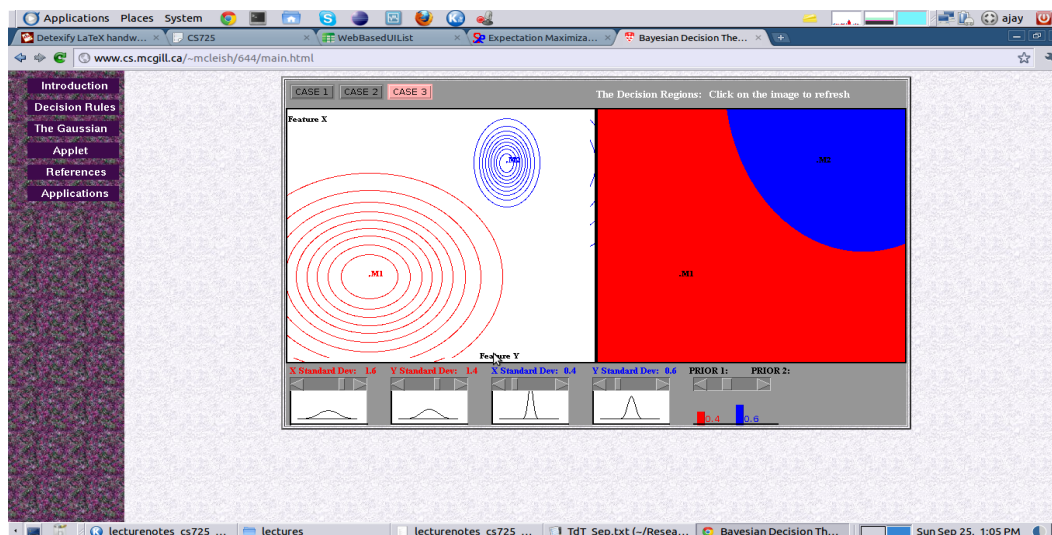 Applications Places System ajay
Detexify LaTeX handw... × CS725 × WebBasedUIList × Expectation Maximiza... × Bayesian Decision The... ×
www.cs.mcgill.ca/~mcleish/644/main.html
Introduction
Decision Rules
The Gaussian
Applet
References
Applications
CASE 1 CASE 2 CASE 3
The Decision Regions: Click on the image to refresh
Feature X
.M2
.M2
.M1
.M1
Feature Y
X Standard Dev: 1.6 Y Standard Dev: 1.4 X Standard Dev: 0.4 Y Standard Dev: 0.6 PRIOR 1: PRIOR 2:
0.4 0.6
lecturenotes_cs725_... lectures lecturenotes_cs725_... TdT_Sep.txt (~/Resea... Bayesian Decision Th... Sun Sep 25, 1:05 PM